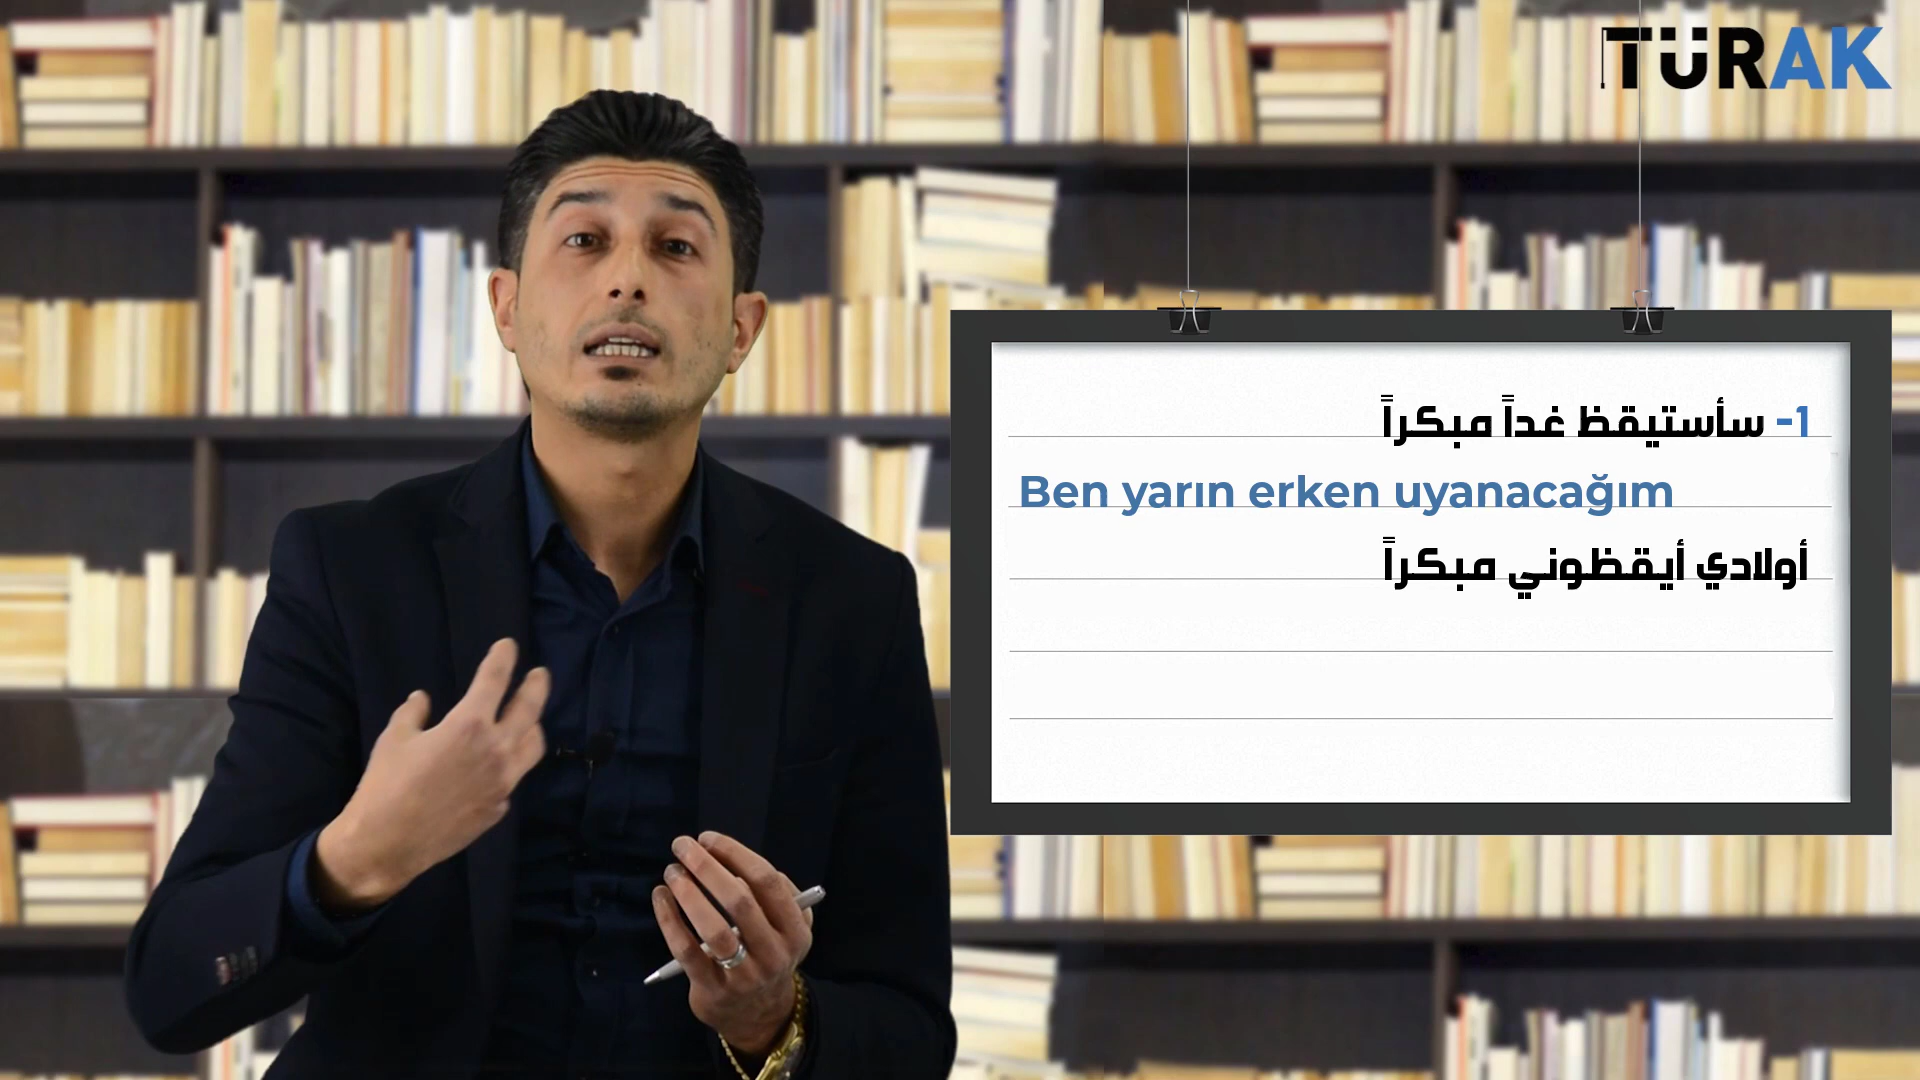 TÜRAK
1- سأستيقظ غداً مبكراً
Ben yarın erken uyanacağım
أولادي أيقظوني مبكراً